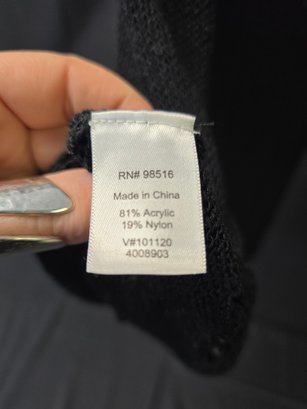 RN# 98516
Made in China
81% Acrylic
19% Nylon
V#101120
4008903